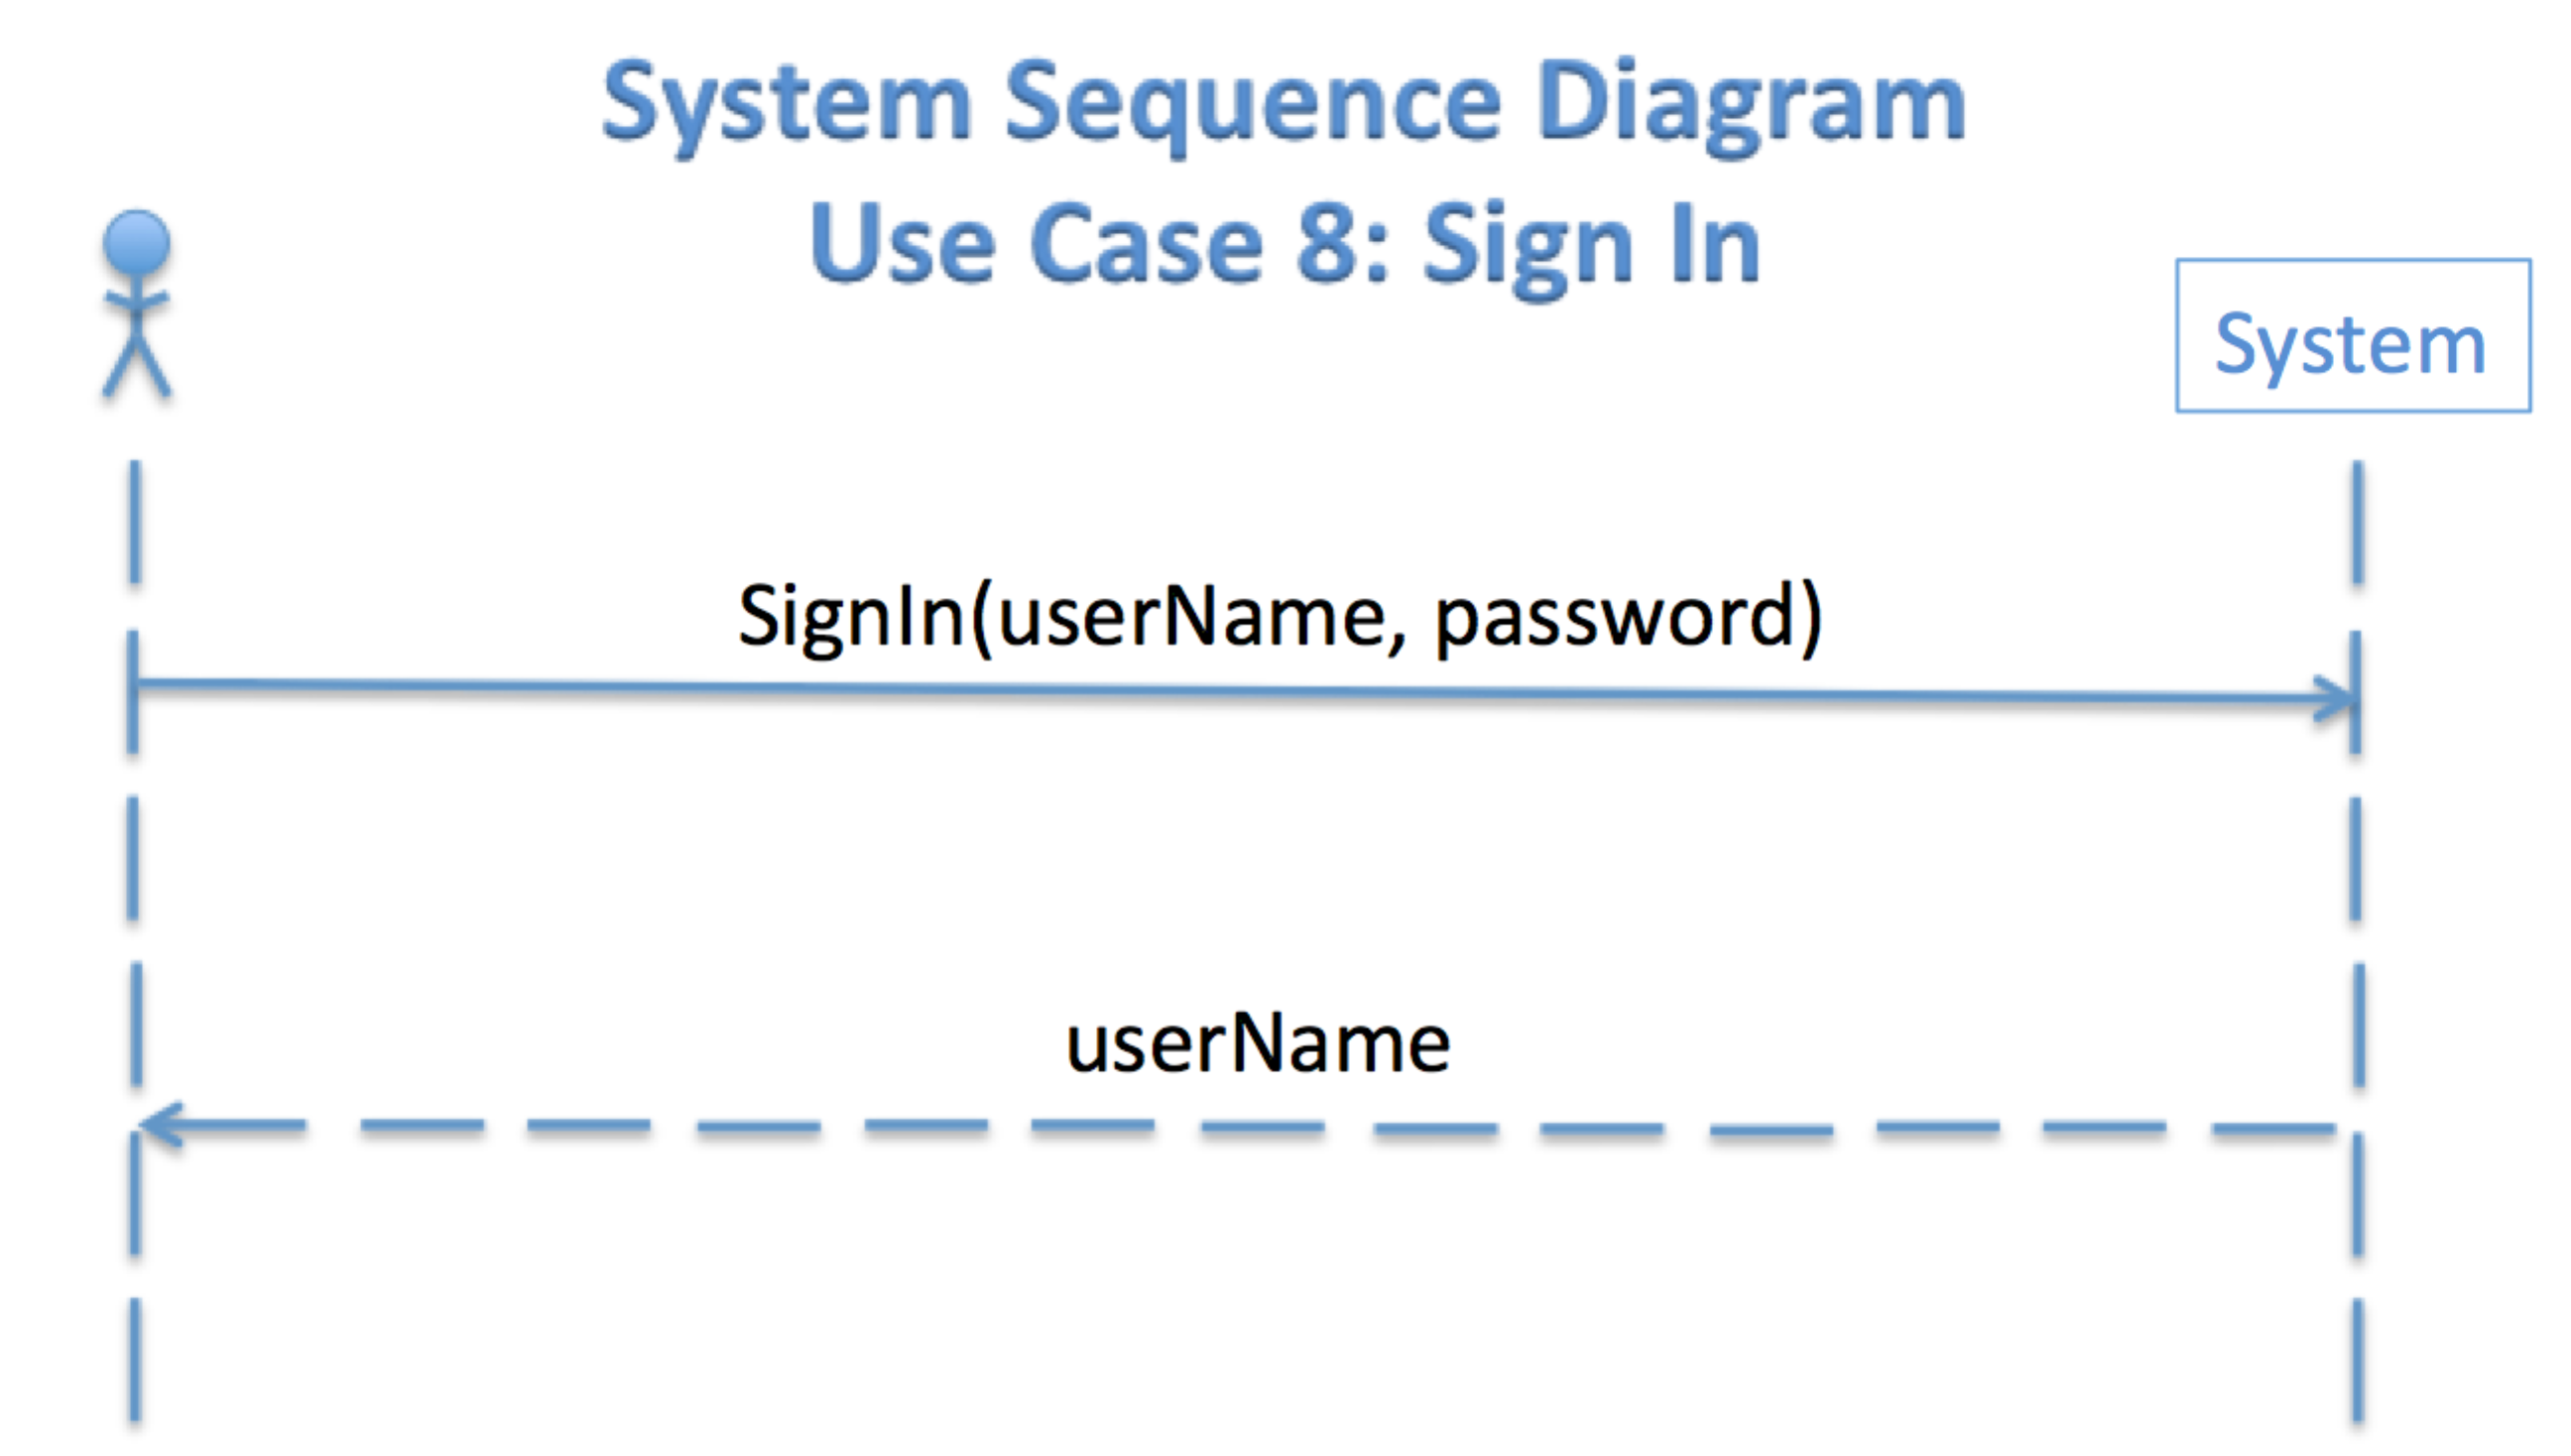 System Sequence Diagram
Use Case 8: Sign In
System
SignIn(userName, password)
userName